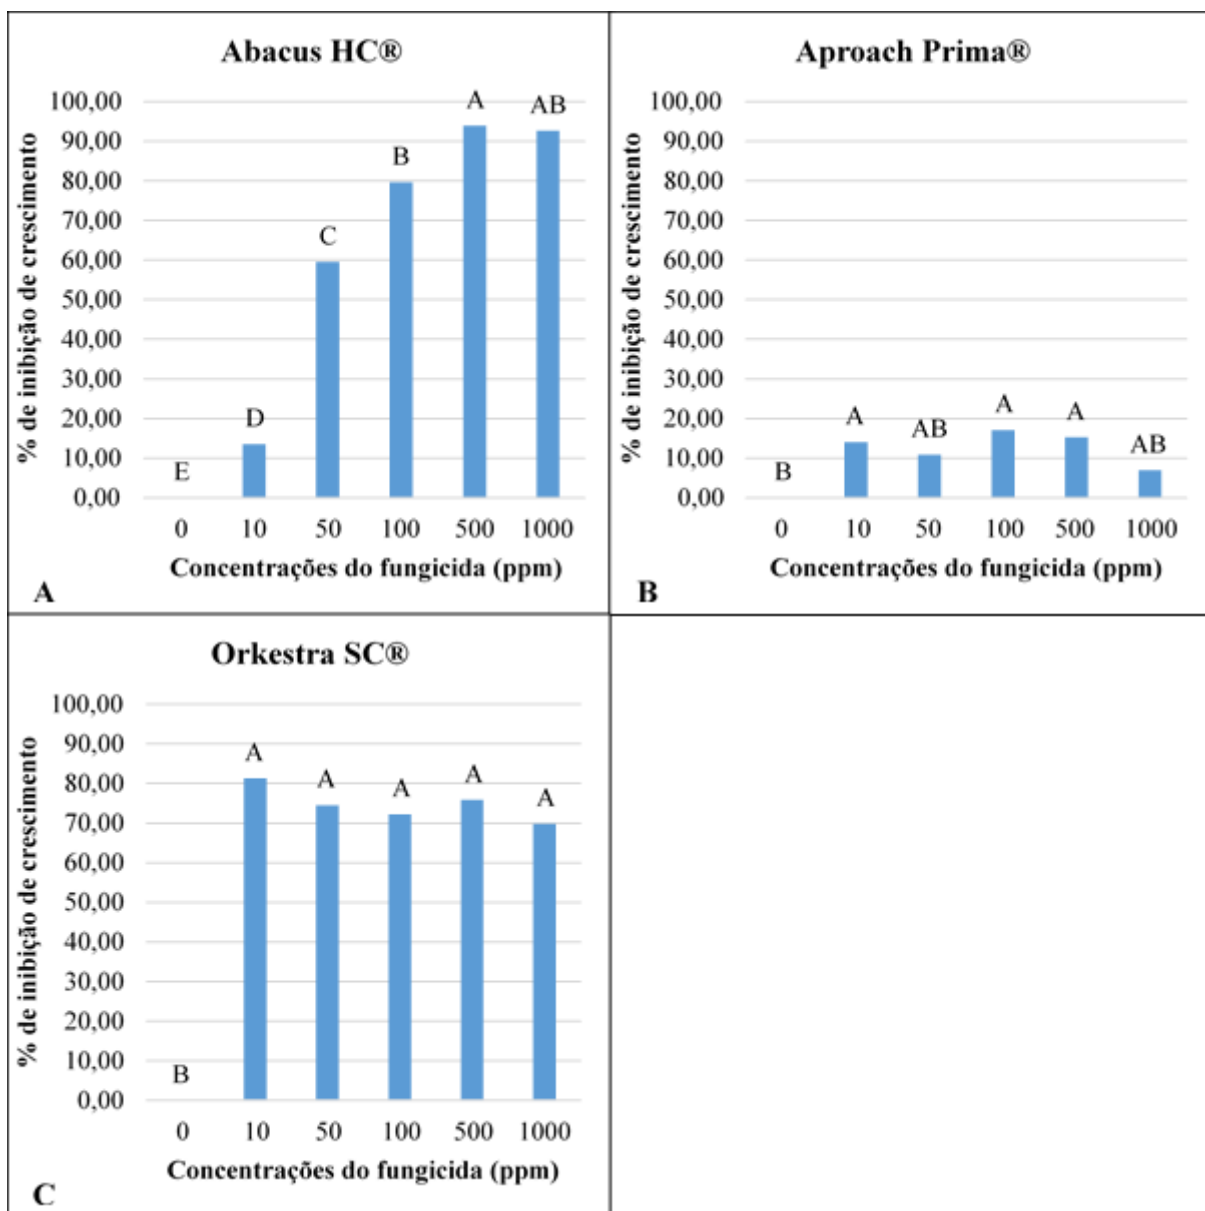 Abacus HC®
% de inibição de crescimento
100,00
90,00
80,00
70,00
60,00
50,00
40,00
30,00
20,00
10,00
0,00
E
D
C
B
A
AB
0 10 50 100 500 1000
Concentrações do fungicida (ppm)
A
Aproach Prima®
% de inibição de crescimento
100,00
90,00
80,00
70,00
60,00
50,00
40,00
30,00
20,00
10,00
0,00
B
A
AB
A
A
AB
0 10 50 100 500 1000
Concentrações do fungicida (ppm)
B
Orkestra SC®
% de inibição de crescimento
100,00
90,00
80,00
70,00
60,00
50,00
40,00
30,00
20,00
10,00
0,00
B
A
A
A
A
A
0 10 50 100 500 1000
Concentrações do fungicida (ppm)
C